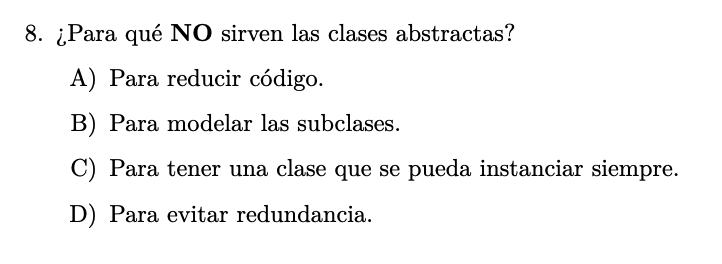 8. ¿Para qué NO sirven las clases abstractas?
A) Para reducir código.
B) Para modelar las subclases.
C) Para tener una clase que se pueda instanciar siempre.
D) Para evitar redundancia.